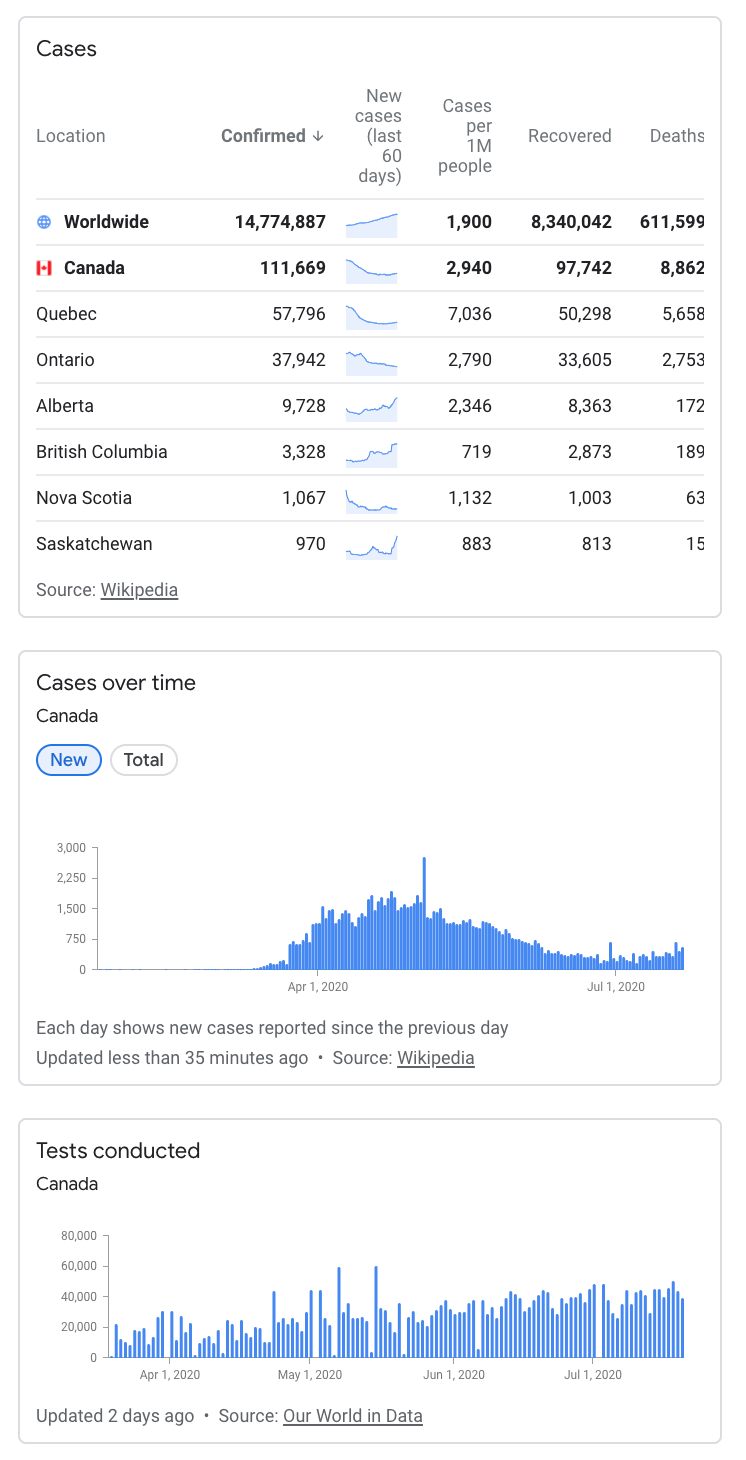 Cases
Location Confirmed ↓ New cases (last 60 days) Cases per 1M people Recovered Deaths
Worldwide 14,774,887 1,900 8,340,042 611,599
Canada 111,669 2,940 97,742 8,862
Quebec 57,796 7,036 50,298 5,658
Ontario 37,942 2,790 33,605 2,753
Alberta 9,728 2,346 8,363 172
British Columbia 3,328 719 2,873 189
Nova Scotia 1,067 1,132 1,003 63
Saskatchewan 970 883 813 15
Source: Wikipedia
Cases over time
Canada
New Total
3,000
2,250
1,500
750
0
Apr 1, 2020 Jul 1, 2020
Each day shows new cases reported since the previous day
Updated less than 35 minutes ago • Source: Wikipedia
Tests conducted
Canada
80,000
60,000
40,000
20,000
0
Apr 1, 2020 May 1, 2020 Jun 1, 2020 Jul 1, 2020
Updated 2 days ago • Source: Our World in Data